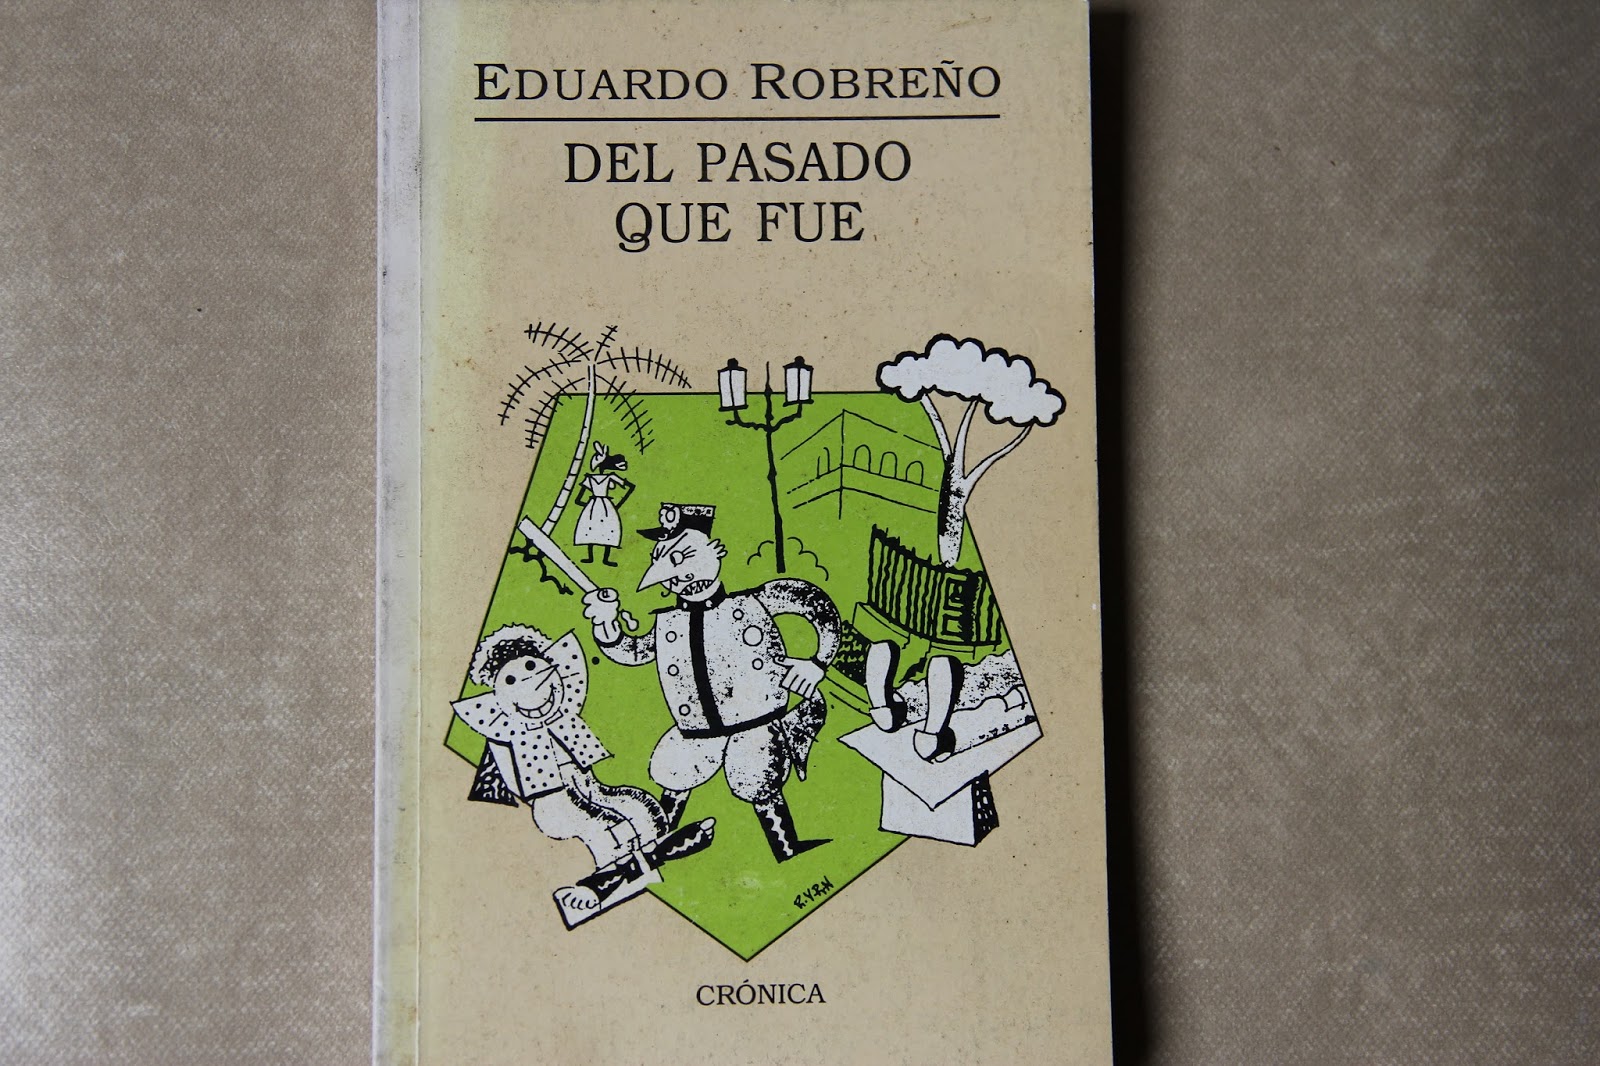 EDUARDO ROBREÑO
DEL PASADO
QUE FUE
R.Y.R.N
CRÓNICA